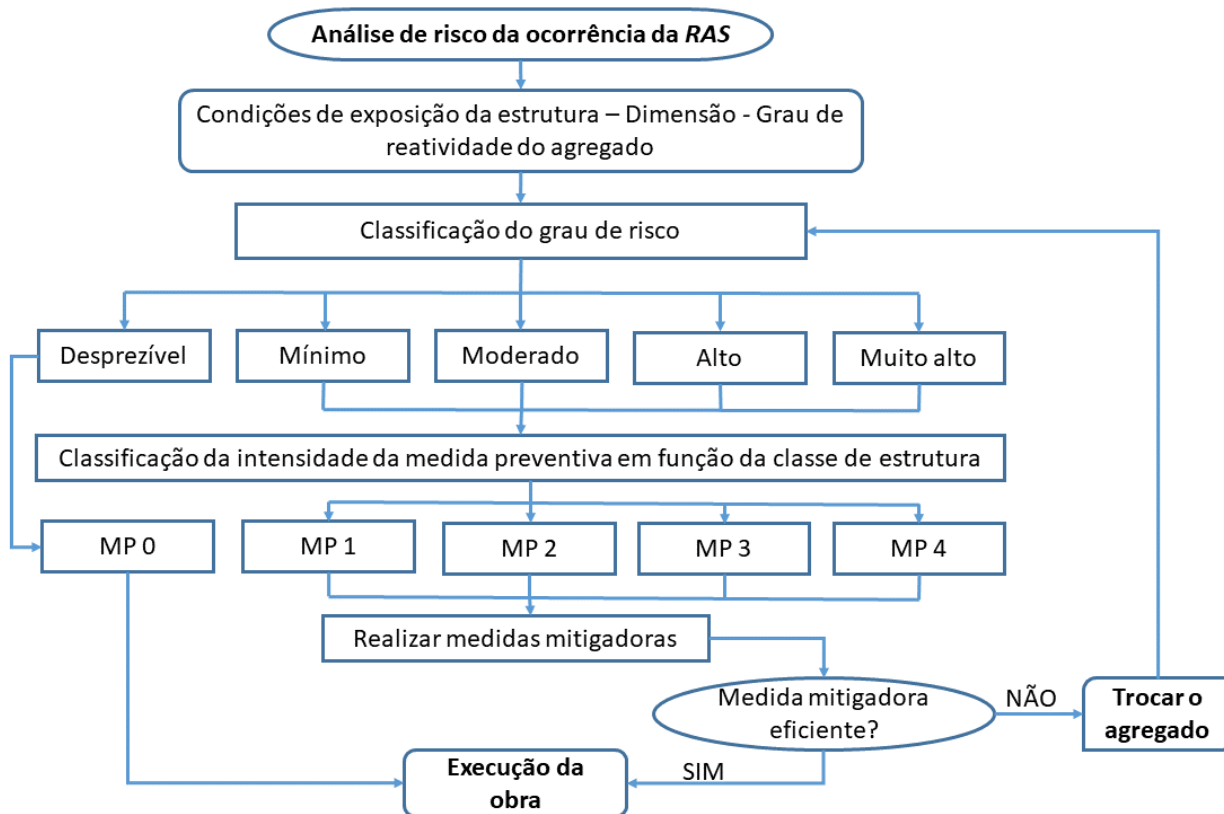 Análise de risco da ocorrência da RAS
Condições de exposição da estrutura – Dimensão - Grau de
reatividade do agregado
Classificação do grau de risco
Desprezível
Mínimo
Moderado
Alto
Muito alto
Classificação da intensidade da medida preventiva em função da classe de estrutura
MP 0
MP 1
MP 2
MP 3
MP 4
Realizar medidas mitigadoras
Medida mitigadora
eficiente?
NÃO
Trocar o
agregado
SIM
Execução da
obra